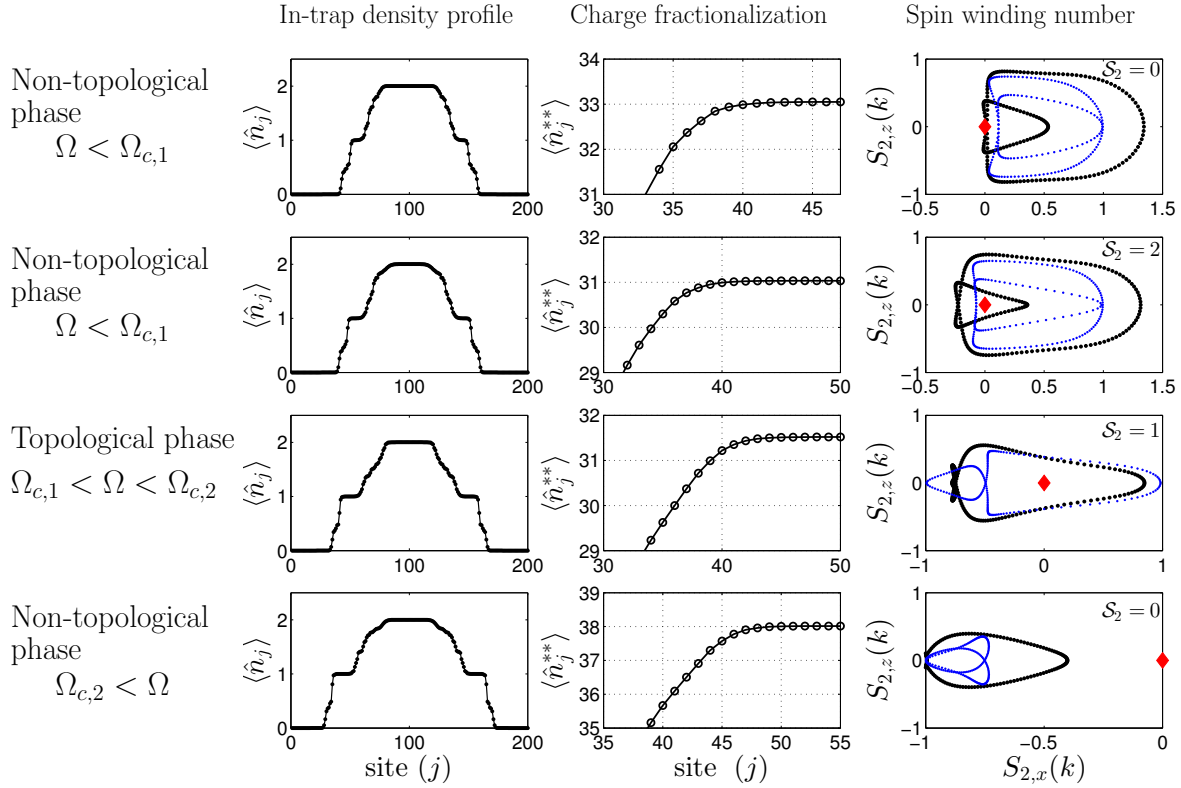 In-trap density profile
Charge fractionalization
Spin winding number
Non-topological
phase
Ω < Ω_{c,1}
⟨n̂_j⟩
2
1
0
0 100 200
⟨n̂_j^{**}⟩
34
33
32
31
30 35 40 45
S_{2,z}(k)
1
0
−1
−0.5 0 0.5 1 1.5
𝒮_2 = 0
Non-topological
phase
Ω < Ω_{c,1}
⟨n̂_j⟩
2
1
0
0 100 200
⟨n̂_j^{**}⟩
32
31
30
29
30 40 50
S_{2,z}(k)
1
0
−1
−0.5 0 0.5 1 1.5
𝒮_2 = 2
Topological phase
Ω_{c,1} < Ω < Ω_{c,2}
⟨n̂_j⟩
2
1
0
0 100 200
⟨n̂_j^{**}⟩
32
31
30
29
30 40 50
S_{2,z}(k)
1
0
−1
−1 0 1
𝒮_2 = 1
Non-topological
phase
Ω_{c,2} < Ω
⟨n̂_j⟩
2
1
0
0 100 200
site (j)
⟨n̂_j^{**}⟩
39
38
37
36
35
35 40 45 50 55
site (j)
S_{2,z}(k)
1
0
−1
−1 −0.5 0
S_{2,x}(k)
𝒮_2 = 0